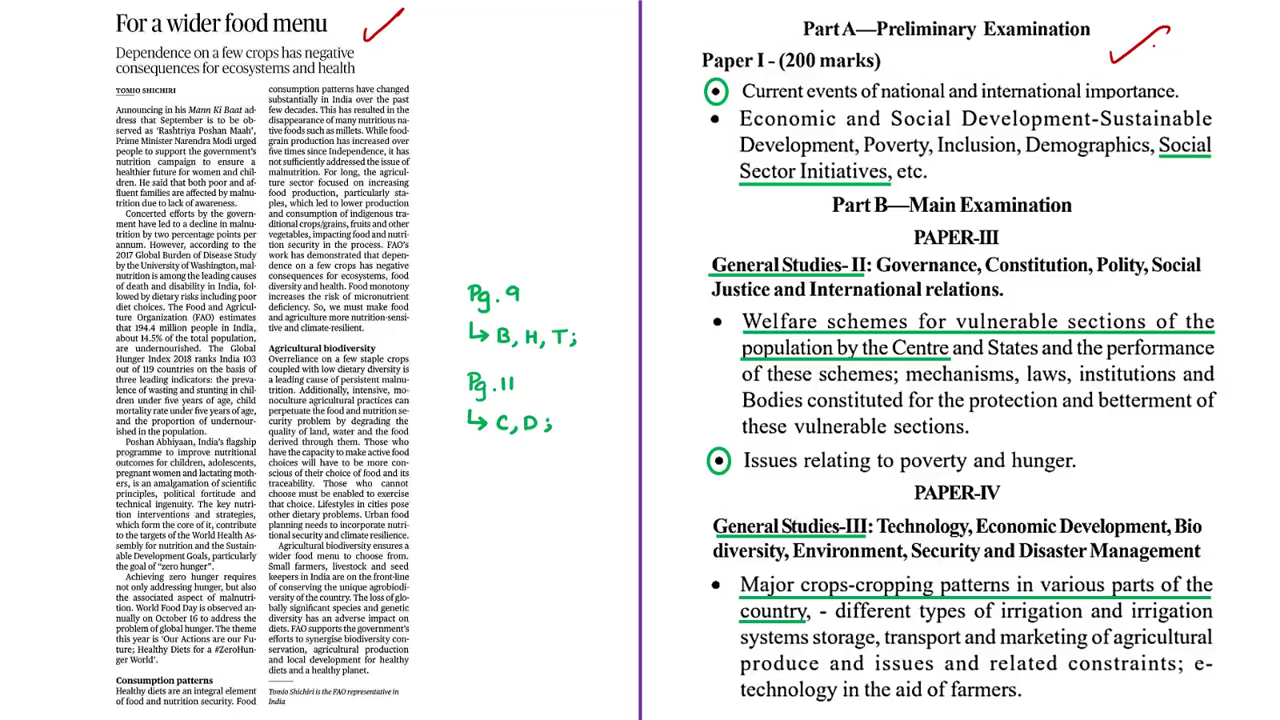 For a wider food menu
Dependence on a few crops has negative
consequences for ecosystems and health
TOMIO SHICHIRI
Announcing in his Mann Ki Baat ad-
dress that September is to be ob-
served as 'Rashtriya Poshan Maah',
Prime Minister Narendra Modi urged
people to support the government's
nutrition campaign to ensure a
healthier future for women and chil-
dren. He said that both poor and af-
fluent families are affected by malnu-
trition due to lack of awareness.
Concerted efforts by the govern-
ment have led to a decline in malnu-
trition by two percentage points per
annum. However, according to the
2017 Global Burden of Disease Study
by the University of Washington, mal-
nutrition is among the leading causes
of death and disability in India, fol-
lowed by dietary risks including poor
diet choices. The Food and Agricul-
ture Organization (FAO) estimates
that 194.4 million people in India,
about 14.5% of the total population,
are undernourished. The Global
Hunger Index 2018 ranks India 103
out of 119 countries on the basis of
three leading indicators: the preva-
lence of wasting and stunting in chil-
dren under five years of age, child
mortality rate under five years of age,
and the proportion of undernour-
ished in the population.
Poshan Abhiyaan, India's flagship
programme to improve nutritional
outcomes for children, adolescents,
pregnant women and lactating moth-
ers, is an amalgamation of scientific
principles, political fortitude and
technical ingenuity. The key nutri-
tion interventions and strategies,
which form the core of it, contribute
to the targets of the World Health As-
sembly for nutrition and the Sustain-
able Development Goals, particularly
the goal of "zero hunger".
Achieving zero hunger requires
not only addressing hunger, but also
the associated aspect of malnutri-
tion. World Food Day is observed an-
nually on October 16 to address the
problem of global hunger. The theme
this year is 'Our Actions are our Fu-
ture; Healthy Diets for a #ZeroHun-
ger World'.
Consumption patterns
Healthy diets are an integral element
of food and nutrition security. Food
consumption patterns have changed
substantially in India over the past
few decades. This has resulted in the
disappearance of many nutritious na-
tive foods such as millets. While food-
grain production has increased over
five times since Independence, it has
not sufficiently addressed the issue of
malnutrition. For long, the agricul-
ture sector focused on increasing
food production, particularly sta-
ples, which led to lower production
and consumption of indigenous tra-
ditional crops/grains, fruits and other
vegetables, impacting food and nutri-
tion security in the process. FAO's
work has demonstrated that depen-
dence on a few crops has negative
consequences for ecosystems, food
diversity and health. Food monotony
increases the risk of micronutrient
deficiency. So, we must make food
and agriculture more nutrition-sensi-
tive and climate-resilient.
Agricultural biodiversity
Overreliance on a few staple crops
coupled with low dietary diversity is
a leading cause of persistent malnu-
trition. Additionally, intensive, mo-
noculture agricultural practices can
perpetuate the food and nutrition se-
curity problem by degrading the
quality of land, water and the food
derived through them. Those who
have the capacity to make active food
choices will have to be more con-
scious of their choice of food and its
traceability. Those who cannot
choose must be enabled to exercise
that choice. Lifestyles in cities pose
other dietary problems. Urban food
planning needs to incorporate nutri-
tional security and climate resilience.
Agricultural biodiversity ensures a
wider food menu to choose from.
Small farmers, livestock and seed
keepers in India are on the front-line
of conserving the unique agrobiodi-
versity of the country. The loss of glo-
bally significant species and genetic
diversity has an adverse impact on
diets. FAO supports the government's
efforts to synergise biodiversity con-
servation, agricultural production
and local development for healthy
diets and a healthy planet.
Tomio Shichiri is the FAO representative in
India
Pg. 9
↳ B, H, T;
Pg. 11
↳ C, D;
Part A—Preliminary Examination
Paper I - (200 marks)
• Current events of national and international importance.
• Economic and Social Development-Sustainable
Development, Poverty, Inclusion, Demographics, Social
Sector Initiatives, etc.
Part B—Main Examination
PAPER-III
General Studies- II: Governance, Constitution, Polity, Social
Justice and International relations.
• Welfare schemes for vulnerable sections of the
population by the Centre and States and the performance
of these schemes; mechanisms, laws, institutions and
Bodies constituted for the protection and betterment of
these vulnerable sections.
• Issues relating to poverty and hunger.
PAPER-IV
General Studies-III: Technology, Economic Development, Bio
diversity, Environment, Security and Disaster Management
• Major crops-cropping patterns in various parts of the
country, - different types of irrigation and irrigation
systems storage, transport and marketing of agricultural
produce and issues and related constraints; e-
technology in the aid of farmers.